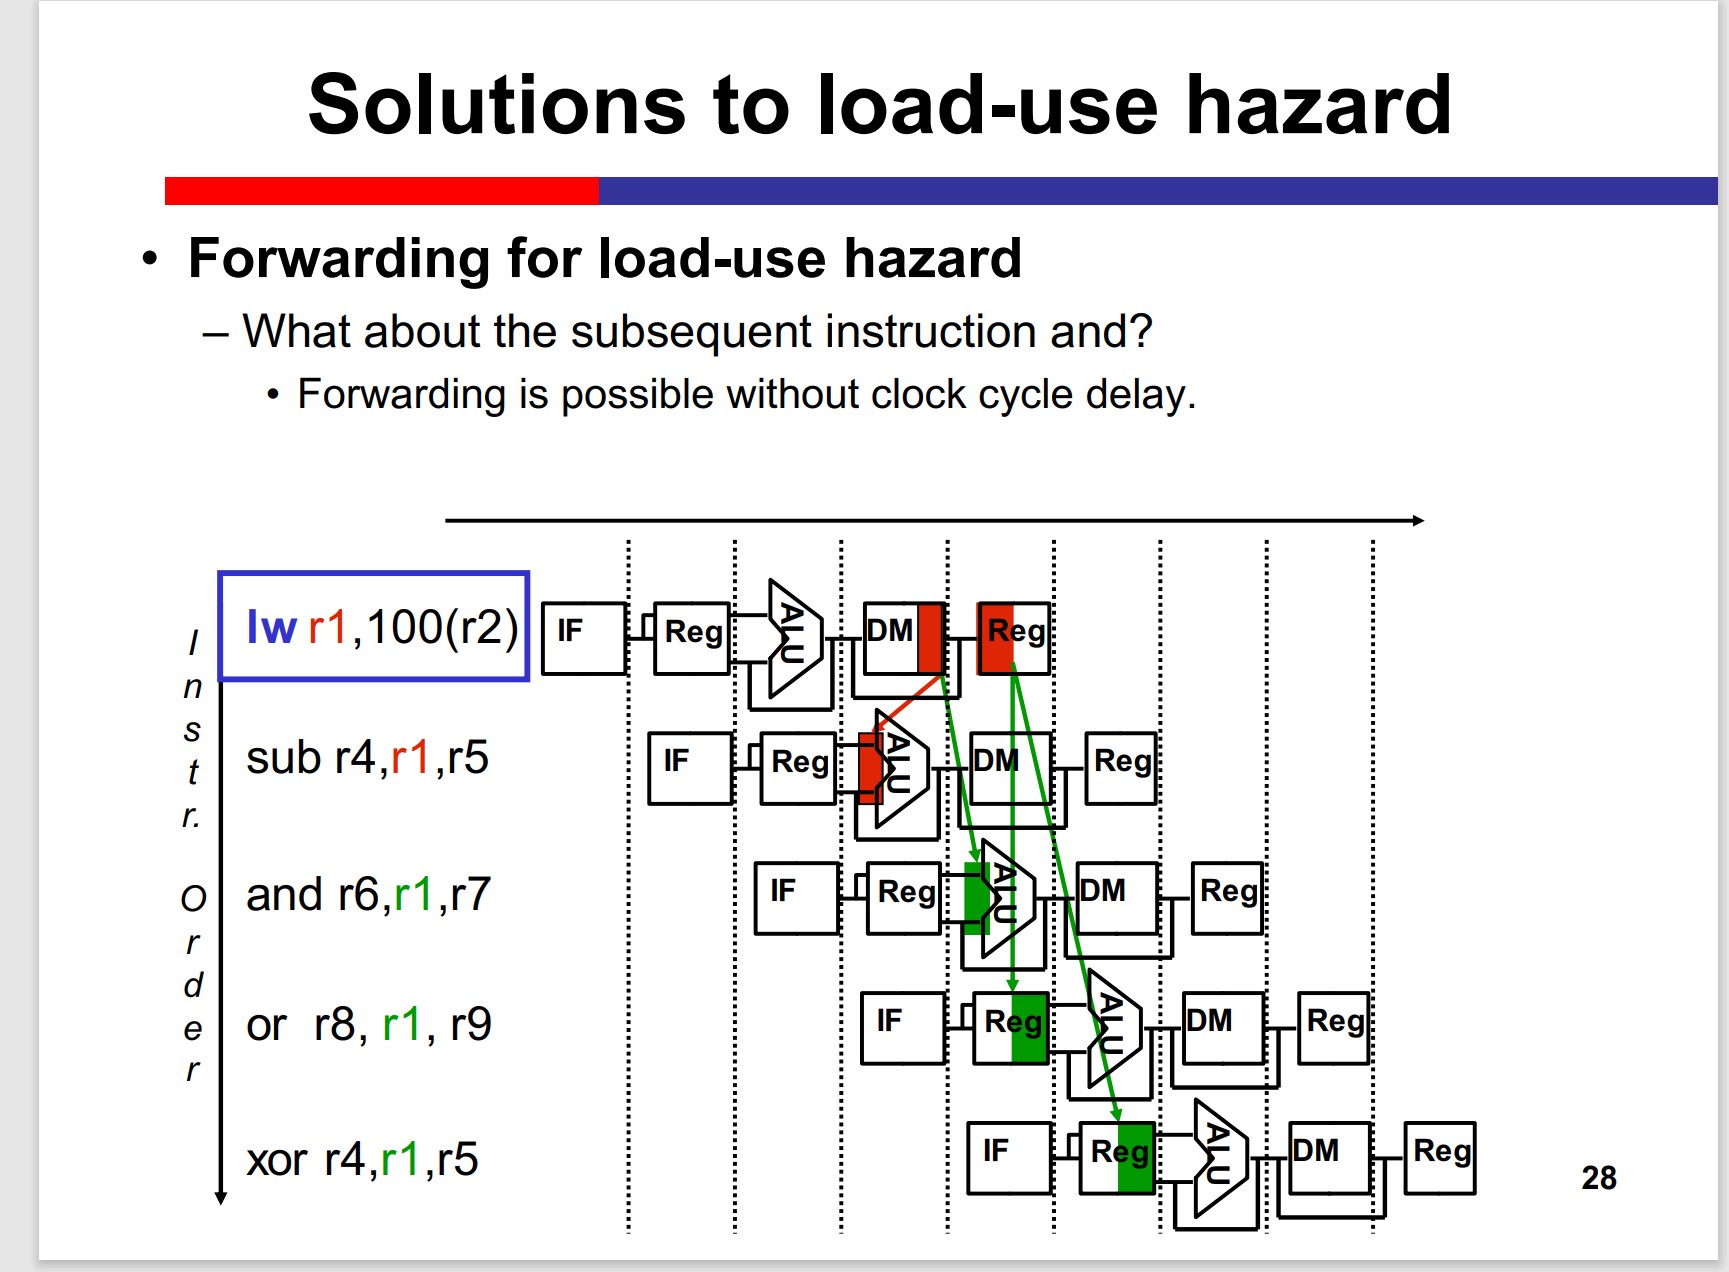 Solutions to load-use hazard
• Forwarding for load-use hazard
– What about the subsequent instruction and?
• Forwarding is possible without clock cycle delay.
Instr. Order
lw r1,100(r2)
IF Reg ALU DM Reg
sub r4,r1,r5
IF Reg ALU DM Reg
and r6,r1,r7
IF Reg ALU DM Reg
or r8, r1, r9
IF Reg ALU DM Reg
xor r4,r1,r5
IF Reg ALU DM Reg
28